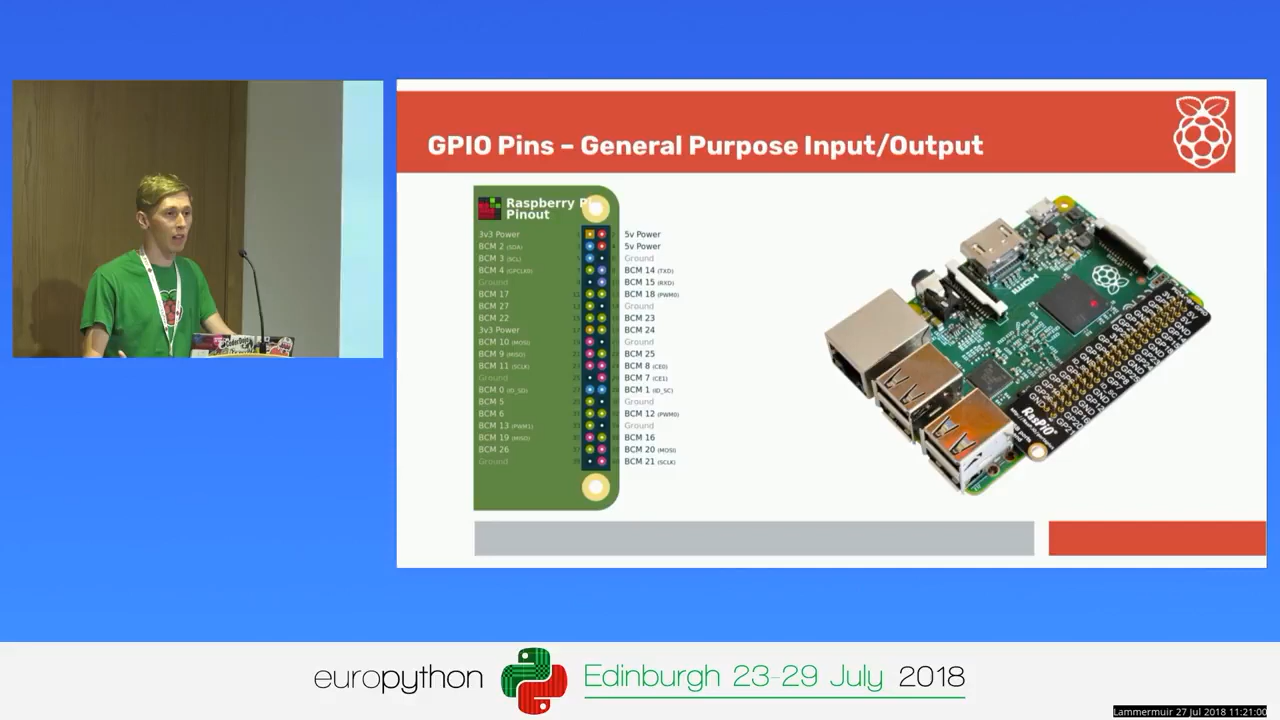 GPIO Pins – General Purpose Input/Output
Raspberry P
Pinout
3v3 Power
5v Power
BCM 2 (SDA)
5v Power
BCM 3 (SCL)
Ground
BCM 4 (GPCLK0)
BCM 14 (TXD)
Ground
BCM 15 (RXD)
BCM 17
BCM 18 (PWM0)
BCM 27
Ground
BCM 22
BCM 23
3v3 Power
BCM 24
BCM 10 (MOSI)
Ground
BCM 9 (MISO)
BCM 25
BCM 11 (SCLK)
BCM 8 (CE0)
Ground
BCM 7 (CE1)
BCM 0 (ID_SD)
BCM 1 (ID_SC)
BCM 5
Ground
BCM 6
BCM 12 (PWM0)
BCM 13 (PWM1)
Ground
BCM 19 (MISO)
BCM 16
BCM 26
BCM 20 (MOSI)
Ground
BCM 21 (SCLK)
RasPiO
europython
Edinburgh 23-29 July 2018
Lammermuir 27 Jul 2018 11:21:00